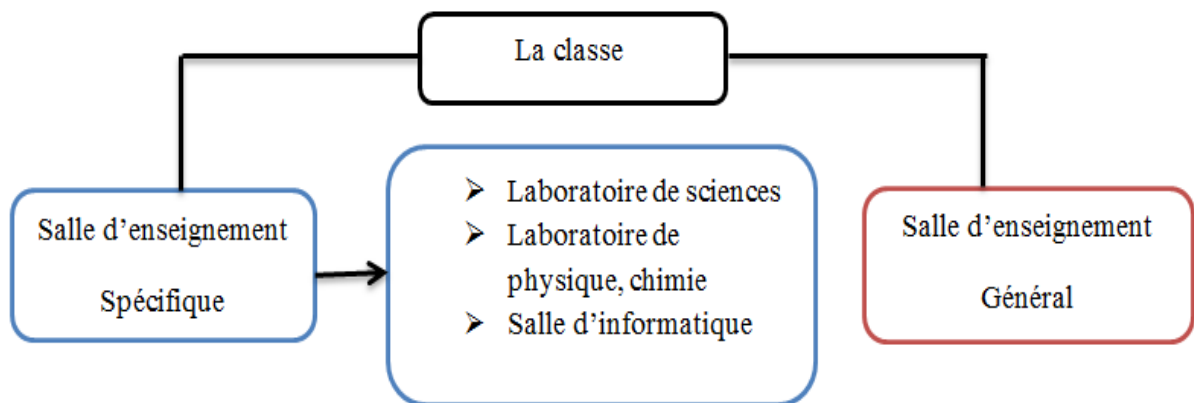 La classe
Salle d’enseignement
Spécifique
➢ Laboratoire de sciences
➢ Laboratoire de
physique, chimie
➢ Salle d’informatique
Salle d’enseignement
Général